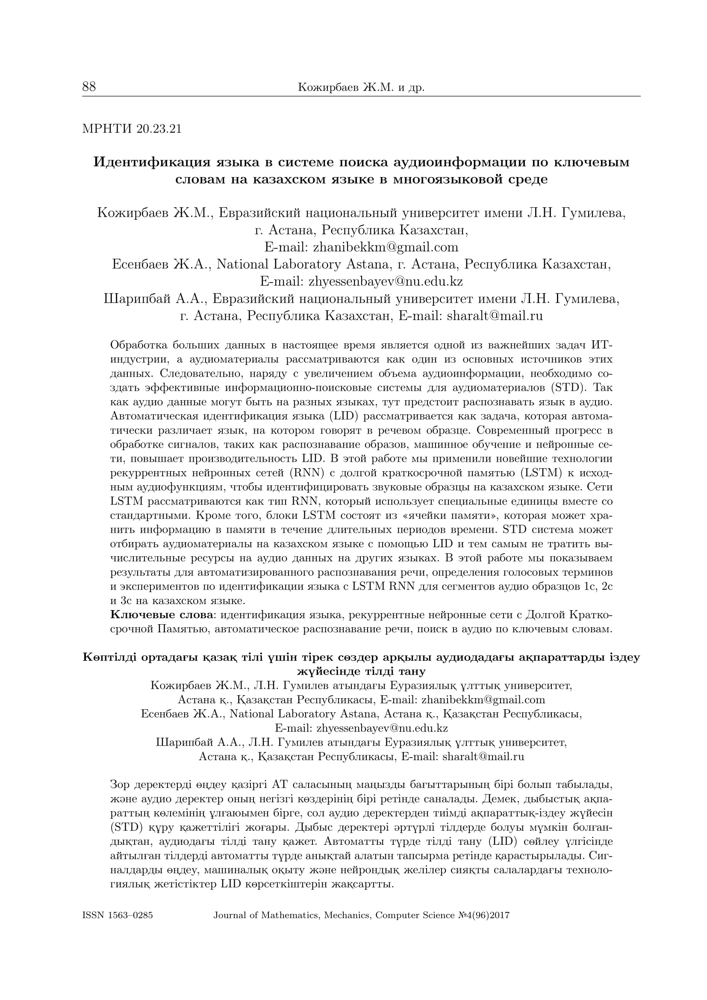 88 Кожирбаев Ж.М. и др.
МРНТИ 20.23.21
Идентификация языка в системе поиска аудиоинформации по ключевым
словам на казахском языке в многоязыковой среде
Кожирбаев Ж.М., Евразийский национальный университет имени Л.Н. Гумилева,
г. Астана, Республика Казахстан,
E-mail: zhanibekkm@gmail.com
Есенбаев Ж.А., National Laboratory Astana, г. Астана, Республика Казахстан,
E-mail: zhyessenbayev@nu.edu.kz
Шарипбай А.А., Евразийский национальный университет имени Л.Н. Гумилева,
г. Астана, Республика Казахстан, E-mail: sharalt@mail.ru
Обработка больших данных в настоящее время является одной из важнейших задач ИТ-
индустрии, а аудиоматериалы рассматриваются как один из основных источников этих
данных. Следовательно, наряду с увеличением объема аудиоинформации, необходимо со-
здать эффективные информационно-поисковые системы для аудиоматериалов (STD). Так
как аудио данные могут быть на разных языках, тут предстоит распознавать язык в аудио.
Автоматическая идентификация языка (LID) рассматривается как задача, которая автома-
тически различает язык, на котором говорят в речевом образце. Современный прогресс в
обработке сигналов, таких как распознавание образов, машинное обучение и нейронные се-
ти, повышает производительность LID. В этой работе мы применили новейшие технологии
рекуррентных нейронных сетей (RNN) с долгой краткосрочной памятью (LSTM) к исход-
ным аудиофункциям, чтобы идентифицировать звуковые образцы на казахском языке. Сети
LSTM рассматриваются как тип RNN, который использует специальные единицы вместо со
стандартными. Кроме того, блоки LSTM состоят из «ячейки памяти», которая может хра-
нить информацию в памяти в течение длительных периодов времени. STD система может
отбирать аудиоматериалы на казахском языке с помощью LID и тем самым не тратить вы-
числительные ресурсы на аудио данных на других языках. В этой работе мы показываем
результаты для автоматизированного распознавания речи, определения голосовых терминов
и экспериментов по идентификации языка с LSTM RNN для сегментов аудио образцов 1с, 2с
и 3с на казахском языке.
Ключевые слова: идентификация языка, рекуррентные нейронные сети с Долгой Кратко-
срочной Памятью, автоматическое распознавание речи, поиск в аудио по ключевым словам.
Көптілді ортадағы қазақ тілі үшін тірек сөздер арқылы аудиодадағы ақпараттарды іздеу
жүйесінде тілді тану
Кожирбаев Ж.М., Л.Н. Гумилев атындағы Еуразиялық ұлттық университет,
Астана қ., Қазақстан Республикасы, E-mail: zhanibekkm@gmail.com
Есенбаев Ж.А., National Laboratory Astana, Астана қ., Қазақстан Республикасы,
E-mail: zhyessenbayev@nu.edu.kz
Шарипбай А.А., Л.Н. Гумилев атындағы Еуразиялық ұлттық университет,
Астана қ., Қазақстан Республикасы, E-mail: sharalt@mail.ru
Зор деректерді өңдеу қазіргі АТ саласының маңызды бағыттарының бірі болып табылады,
және аудио деректер оның негізгі көздерінің бірі ретінде саналады. Демек, дыбыстық ақпа-
раттың көлемінің ұлғаюымен бірге, сол аудио деректерден тиімді ақпараттық-іздеу жүйесін
(STD) құру қажеттілігі жоғары. Дыбыс деректері әртүрлі тілдерде болуы мүмкін болған-
дықтан, аудиодағы тілді тану қажет. Автоматты түрде тілді тану (LID) сөйлеу үлгісінде
айтылған тілдерді автоматты түрде анықтай алатын тапсырма ретінде қарастырылады. Сиг-
налдарды өңдеу, машиналық оқыту және нейрондық желілер сияқты салалардағы техноло-
гиялық жетістіктер LID көрсеткіштерін жақсартты.
ISSN 1563–0285 Journal of Mathematics, Mechanics, Computer Science №4(96)2017